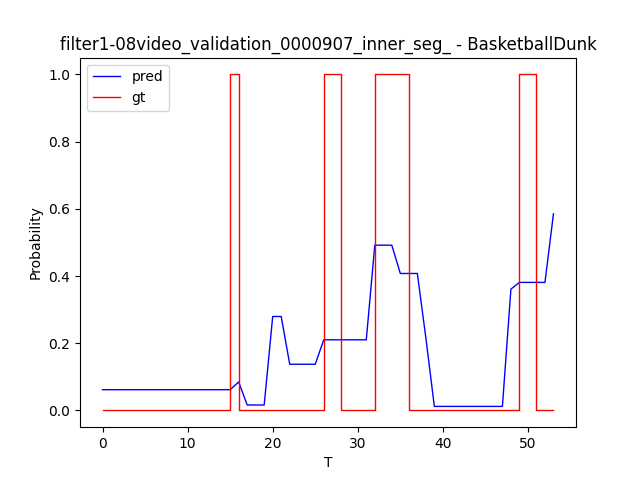 filter1-08video_validation_0000907_inner_seg_ - BasketballDunk
pred
gt
1.0
0.8
0.6
0.4
0.2
0.0
Probability
0 10 20 30 40 50
T